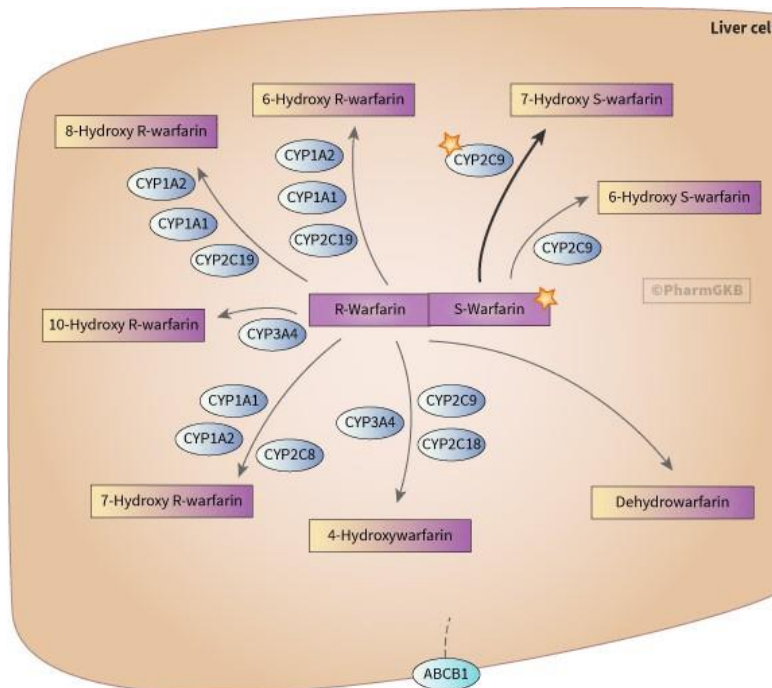 Liver cel
6-Hydroxy R-warfarin
7-Hydroxy S-warfarin
8-Hydroxy R-warfarin
CYP1A2
CYP2C9
CYP1A2
CYP1A1
6-Hydroxy S-warfarin
CYP1A1
CYP2C19
CYP2C9
CYP2C19
©PharmGKB
R-Warfarin
S-Warfarin
10-Hydroxy R-warfarin
CYP3A4
CYP1A1
CYP2C9
CYP3A4
CYP1A2
CYP2C18
CYP2C8
7-Hydroxy R-warfarin
Dehydrowarfarin
4-Hydroxywarfarin
ABCB1